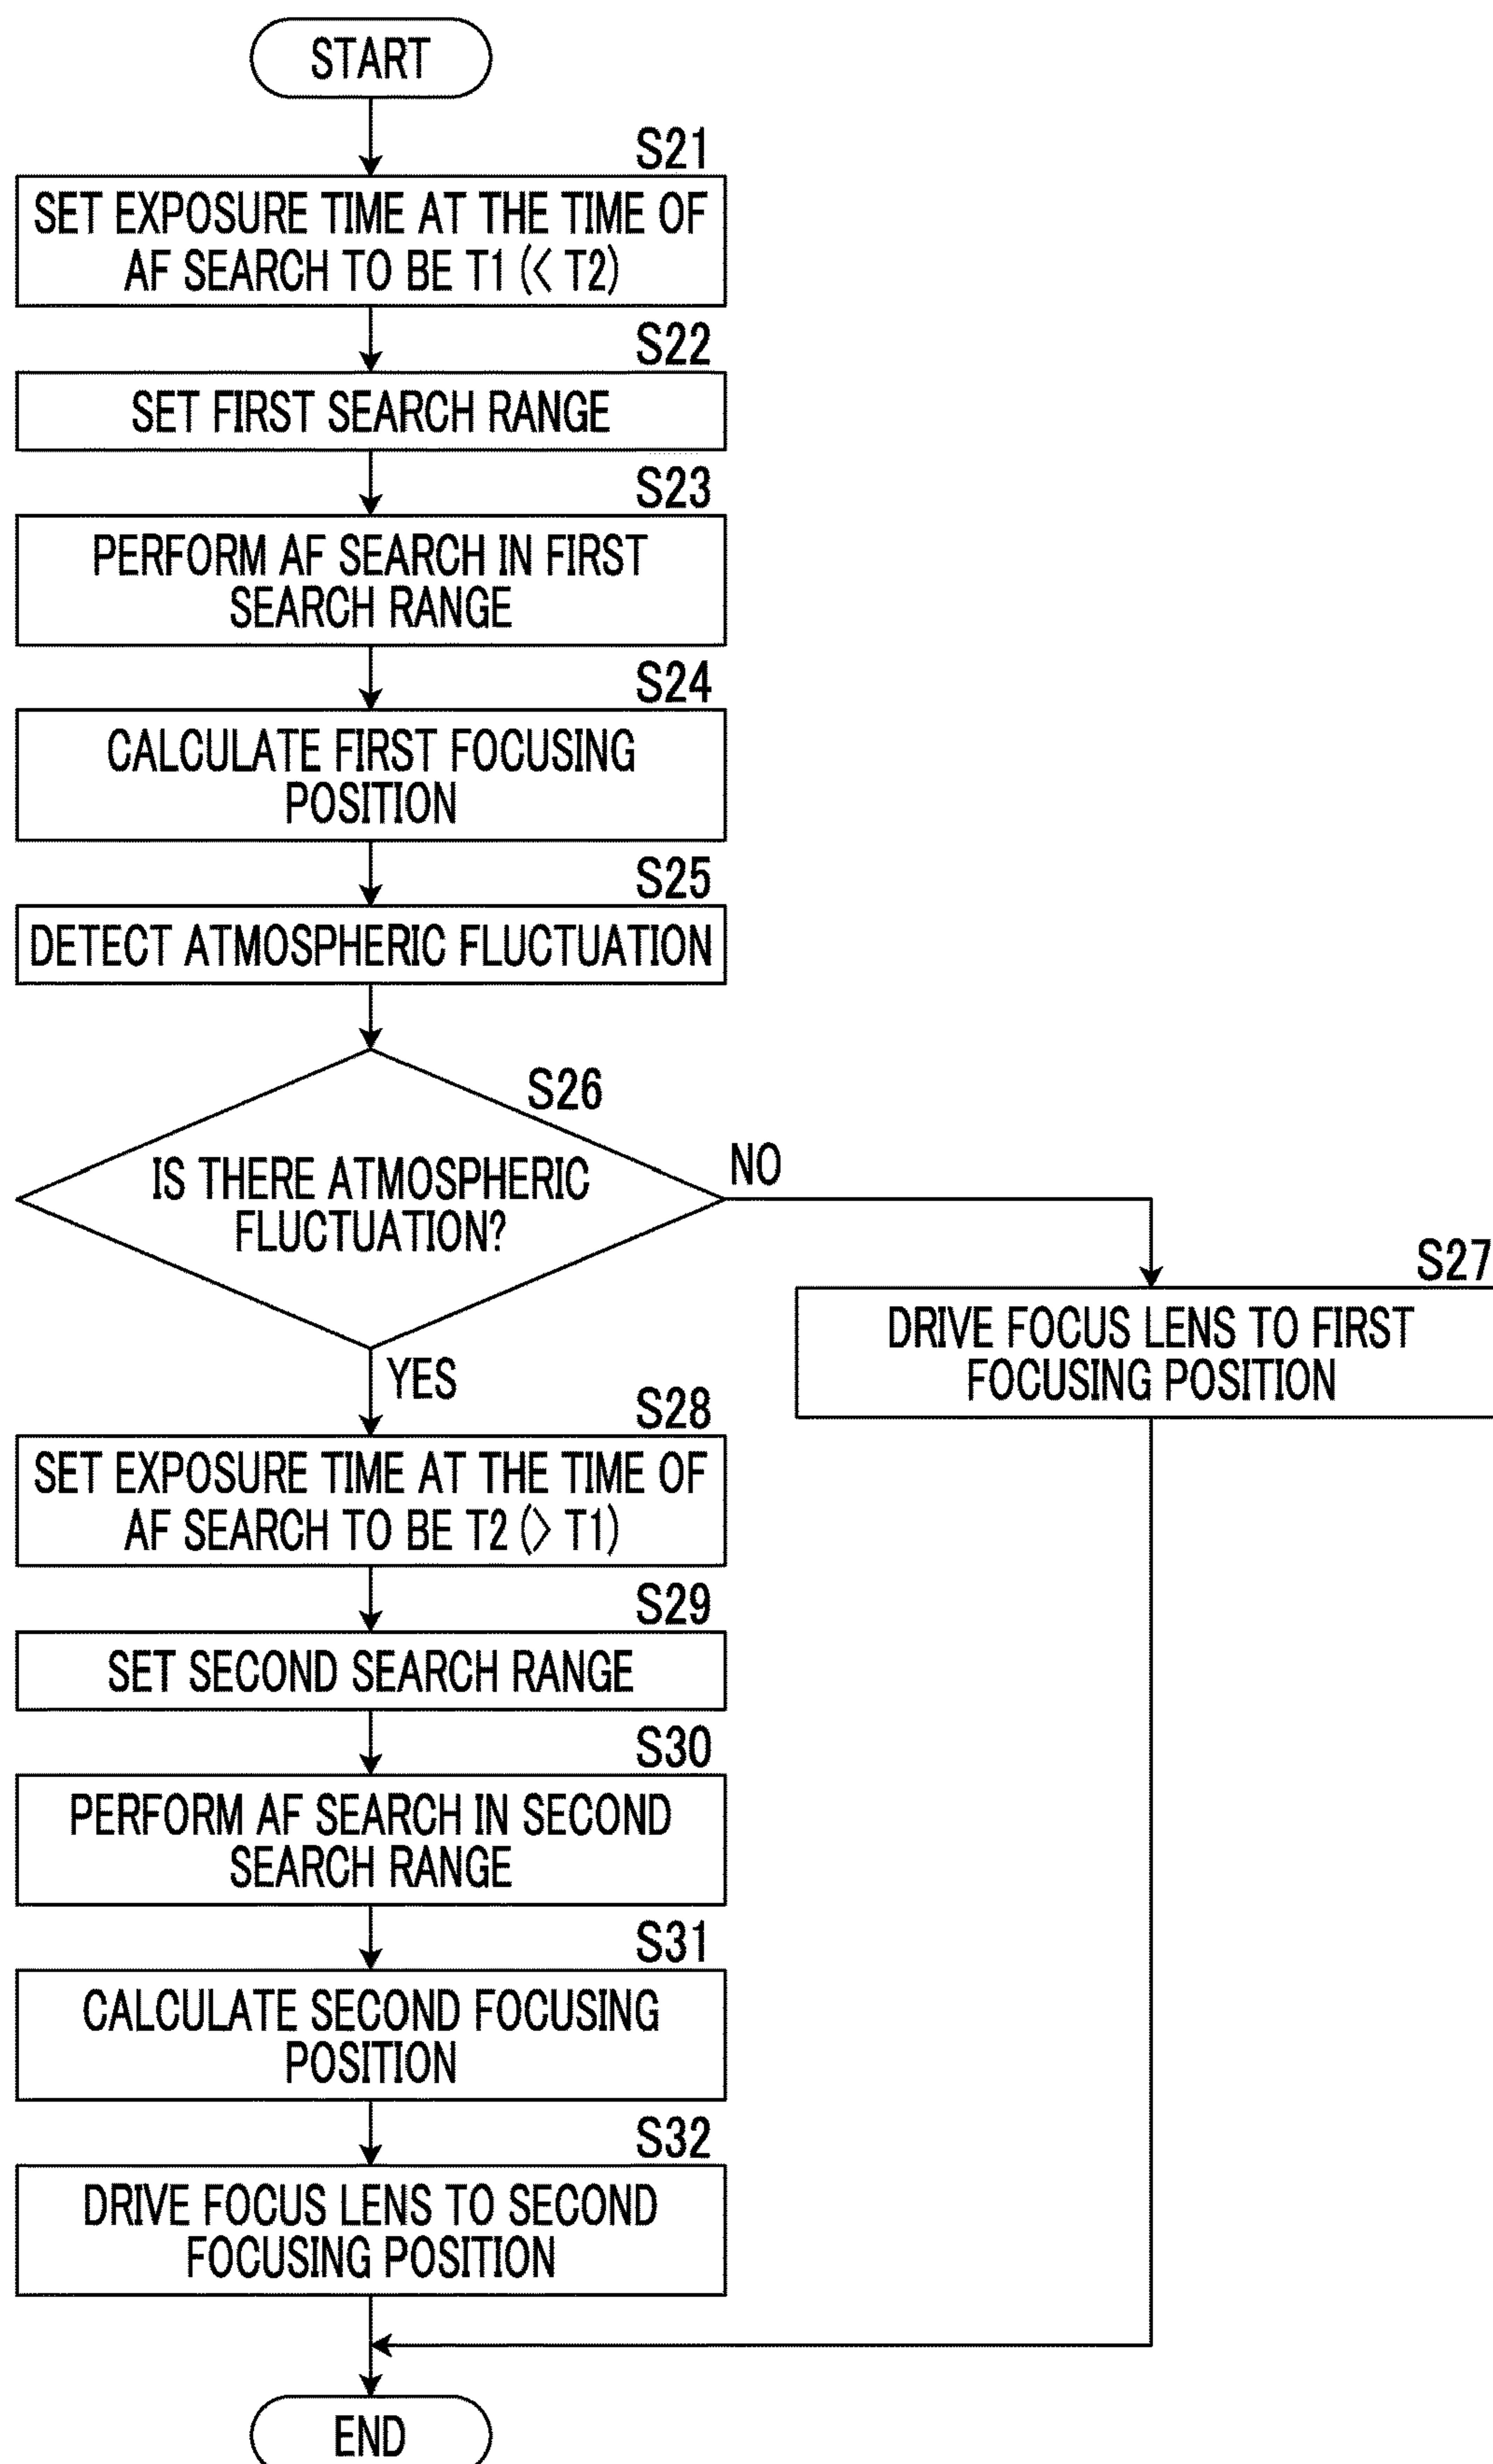 START
S21
SET EXPOSURE TIME AT THE TIME OF
AF SEARCH TO BE T1 (< T2)
S22
SET FIRST SEARCH RANGE
S23
PERFORM AF SEARCH IN FIRST
SEARCH RANGE
S24
CALCULATE FIRST FOCUSING
POSITION
S25
DETECT ATMOSPHERIC FLUCTUATION
S26
IS THERE ATMOSPHERIC
FLUCTUATION?
NO
S27
DRIVE FOCUS LENS TO FIRST
FOCUSING POSITION
YES
S28
SET EXPOSURE TIME AT THE TIME OF
AF SEARCH TO BE T2 (> T1)
S29
SET SECOND SEARCH RANGE
S30
PERFORM AF SEARCH IN SECOND
SEARCH RANGE
S31
CALCULATE SECOND FOCUSING
POSITION
S32
DRIVE FOCUS LENS TO SECOND
FOCUSING POSITION
END